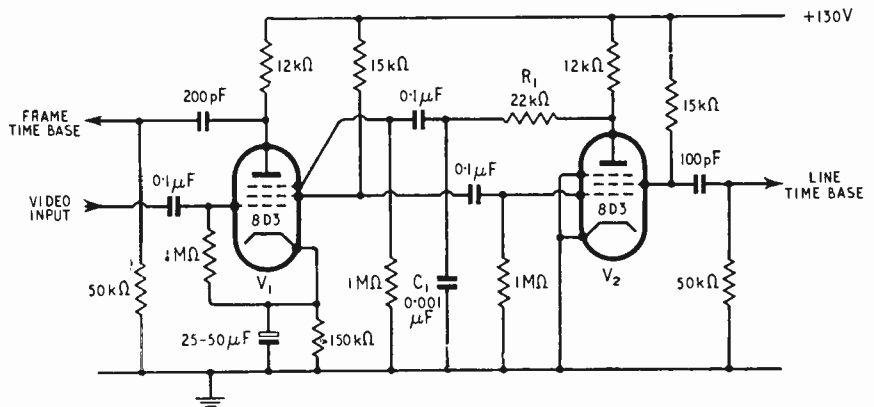 +130V
12kΩ
15kΩ
R1
22kΩ
12kΩ
15kΩ
200pF
0·1µF
100pF
FRAME
TIME BASE
VIDEO
INPUT
0·1µF
8D3
V1
0·1µF
8D3
V2
LINE
TIME BASE
1MΩ
50kΩ
25-50µF
150kΩ
1MΩ
C1
0·001
µF
1MΩ
50kΩ